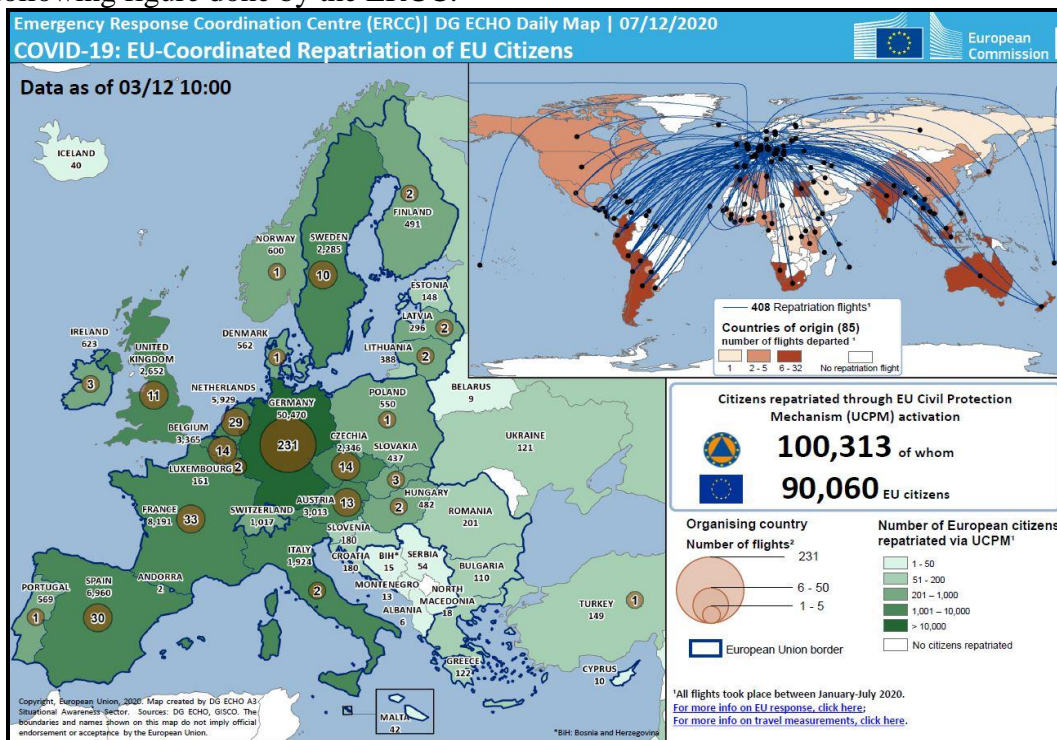 ollowing figure done by the ERCC.
Emergency Response Coordination Centre (ERCC)| DG ECHO Daily Map | 07/12/2020
COVID-19: EU-Coordinated Repatriation of EU Citizens
European
Commission
Data as of 03/12 10:00
ICELAND
40
FINLAND
491
2
NORWAY
600
1
SWEDEN
2,285
10
ESTONIA
148
LATVIA
296
2
LITHUANIA
388
2
DENMARK
562
1
IRELAND
623
3
UNITED
KINGDOM
2,652
11
NETHERLANDS
5,929
29
BELARUS
9
GERMANY
50,470
231
POLAND
550
1
BELGIUM
3,365
14
CZECHIA
2,346
14
SLOVAKIA
437
3
UKRAINE
121
LUXEMBOURG
161
2
FRANCE
8,191
33
SWITZERLAND
1,017
AUSTRIA
3,013
13
HUNGARY
482
2
ROMANIA
201
SLOVENIA
180
ITALY
1,924
2
CROATIA
180
BIH*
15
SERBIA
54
BULGARIA
110
MONTENEGRO
13
NORTH
MACEDONIA
18
ALBANIA
6
ANDORRA
2
PORTUGAL
569
1
SPAIN
6,960
30
TURKEY
149
1
GREECE
122
CYPRUS
10
MALTA
42
*BiH: Bosnia and Herzegovina
Copyright, European Union, 2020. Map created by DG ECHO A3
Situational Awareness Sector. Sources: DG ECHO, GISCO. The
boundaries and names shown on this map do not imply official
endorsement or acceptance by the European Union.
408 Repatriation flights¹
Countries of origin (85)
number of flights departed ¹
1
2 - 5
6 - 32
No repatriation flight
Citizens repatriated through EU Civil Protection
Mechanism (UCPM) activation
100,313 of whom
90,060 EU citizens
Organising country
Number of flights²
231
6 - 50
1 - 5
European Union border
Number of European citizens
repatriated via UCPM¹
1 - 50
51 - 200
201 – 1,000
1,001 – 10,000
> 10,000
No citizens repatriated
¹All flights took place between January-July 2020.
For more info on EU response, click here;
For more info on travel measurements, click here.